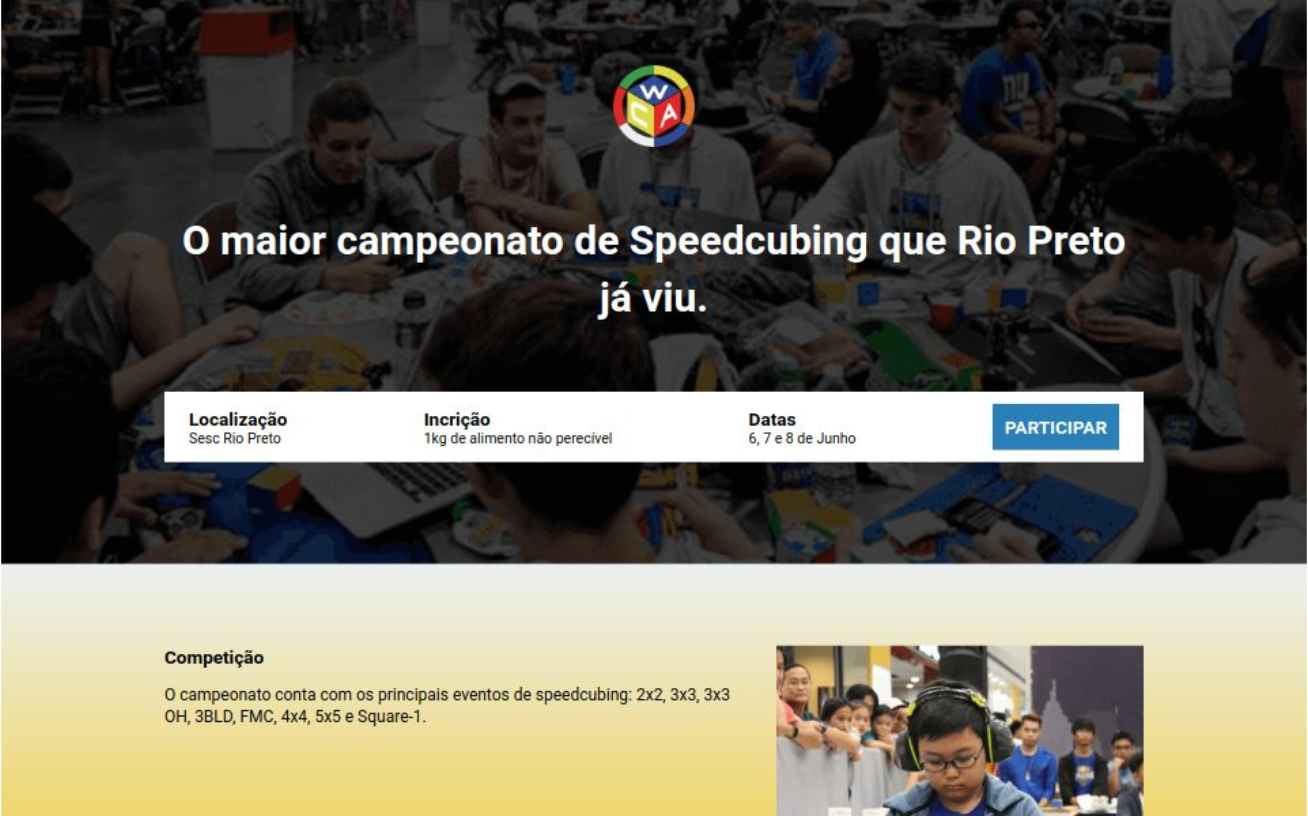 W
C A
O maior campeonato de Speedcubing que Rio Preto
já viu.
Localização
Sesc Rio Preto
Incrição
1kg de alimento não perecível
Datas
6, 7 e 8 de Junho
PARTICIPAR
Competição
O campeonato conta com os principais eventos de speedcubing: 2x2, 3x3, 3x3
OH, 3BLD, FMC, 4x4, 5x5 e Square-1.